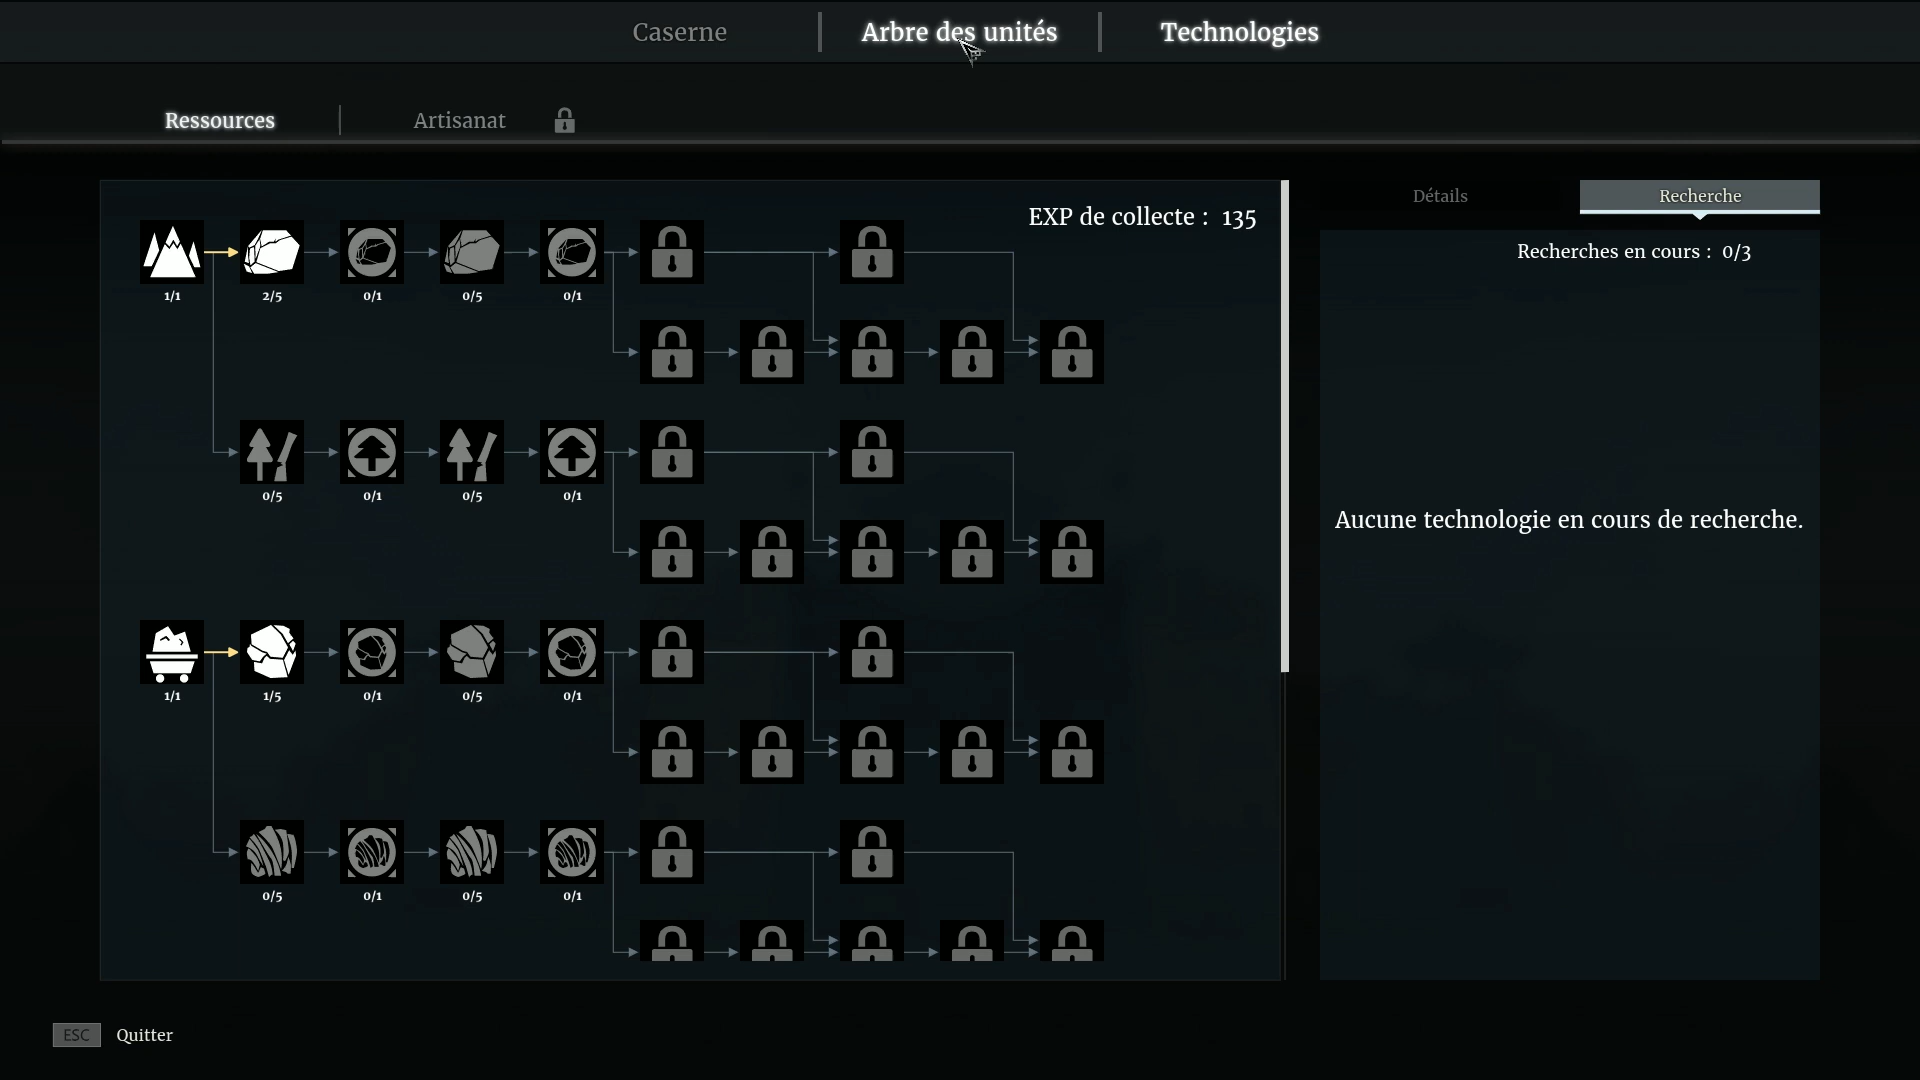 Caserne
Arbre des unités
Technologies
Ressources
Artisanat
EXP de collecte : 135
Détails
Recherche
Recherches en cours : 0/3
1/1
2/5
0/1
0/5
0/1
0/5
0/1
0/5
0/1
Aucune technologie en cours de recherche.
1/1
1/5
0/1
0/5
0/1
0/5
0/1
0/5
0/1
ESC
Quitter